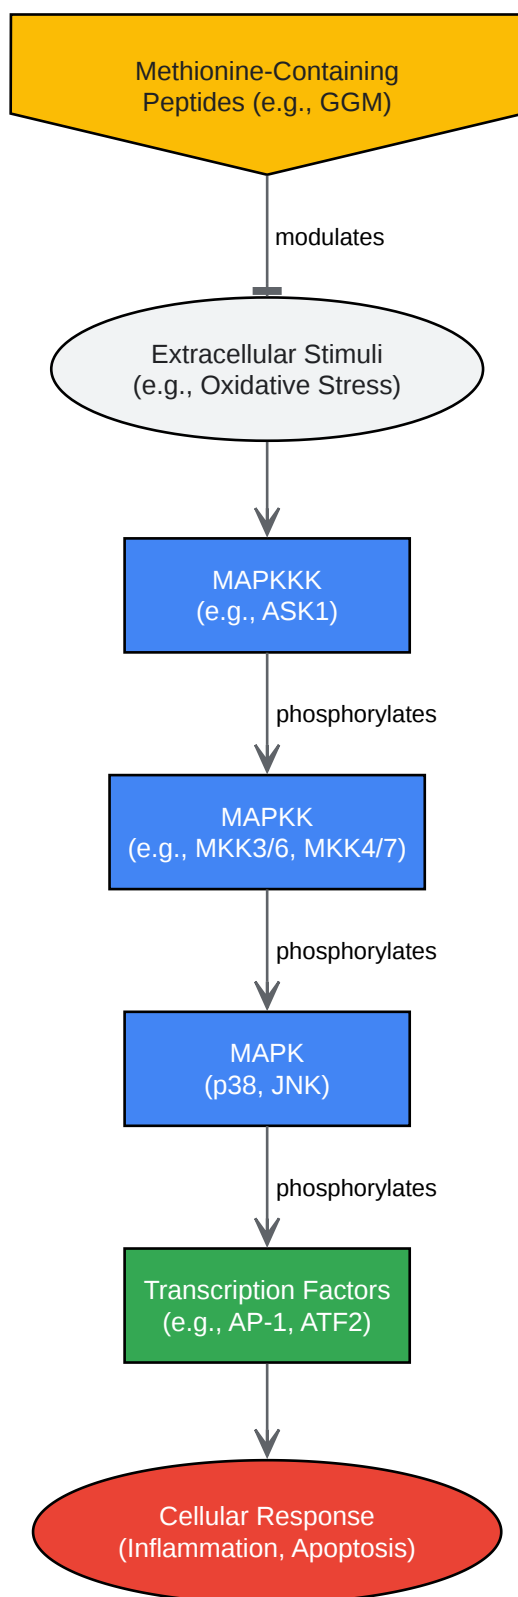 Methionine-Containing
Peptides (e.g., GGM)
modulates
Extracellular Stimuli
(e.g., Oxidative Stress)
MAPKKK
(e.g., ASK1)
phosphorylates
MAPKK
(e.g., MKK3/6, MKK4/7)
phosphorylates
MAPK
(p38, JNK)
phosphorylates
Transcription Factors
(e.g., AP-1, ATF2)
Cellular Response
(Inflammation, Apoptosis)